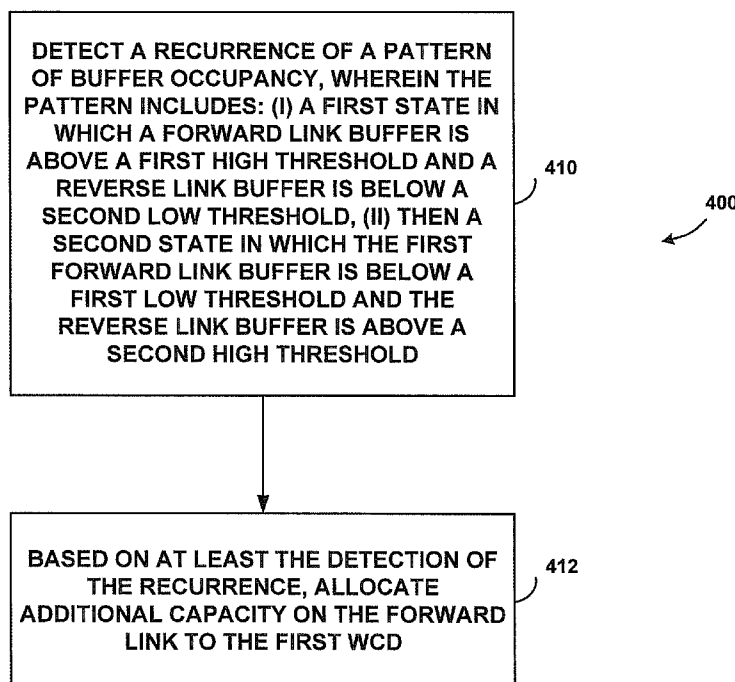 DETECT A RECURRENCE OF A PATTERN
OF BUFFER OCCUPANCY, WHEREIN THE
PATTERN INCLUDES: (I) A FIRST STATE IN
WHICH A FORWARD LINK BUFFER IS
ABOVE A FIRST HIGH THRESHOLD AND A
REVERSE LINK BUFFER IS BELOW A
SECOND LOW THRESHOLD, (II) THEN A
SECOND STATE IN WHICH THE FIRST
FORWARD LINK BUFFER IS BELOW A
FIRST LOW THRESHOLD AND THE
REVERSE LINK BUFFER IS ABOVE A
SECOND HIGH THRESHOLD
410
400
BASED ON AT LEAST THE DETECTION OF
THE RECURRENCE, ALLOCATE
ADDITIONAL CAPACITY ON THE FORWARD
LINK TO THE FIRST WCD
412